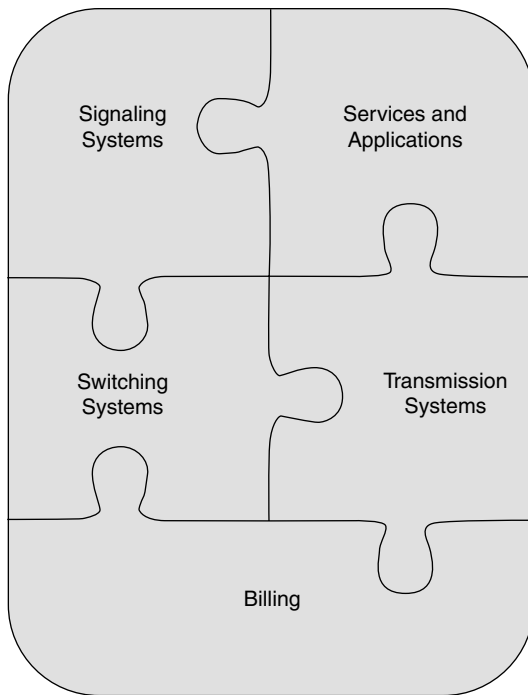 Signaling
Systems
Services and
Applications
Switching
Systems
Transmission
Systems
Billing